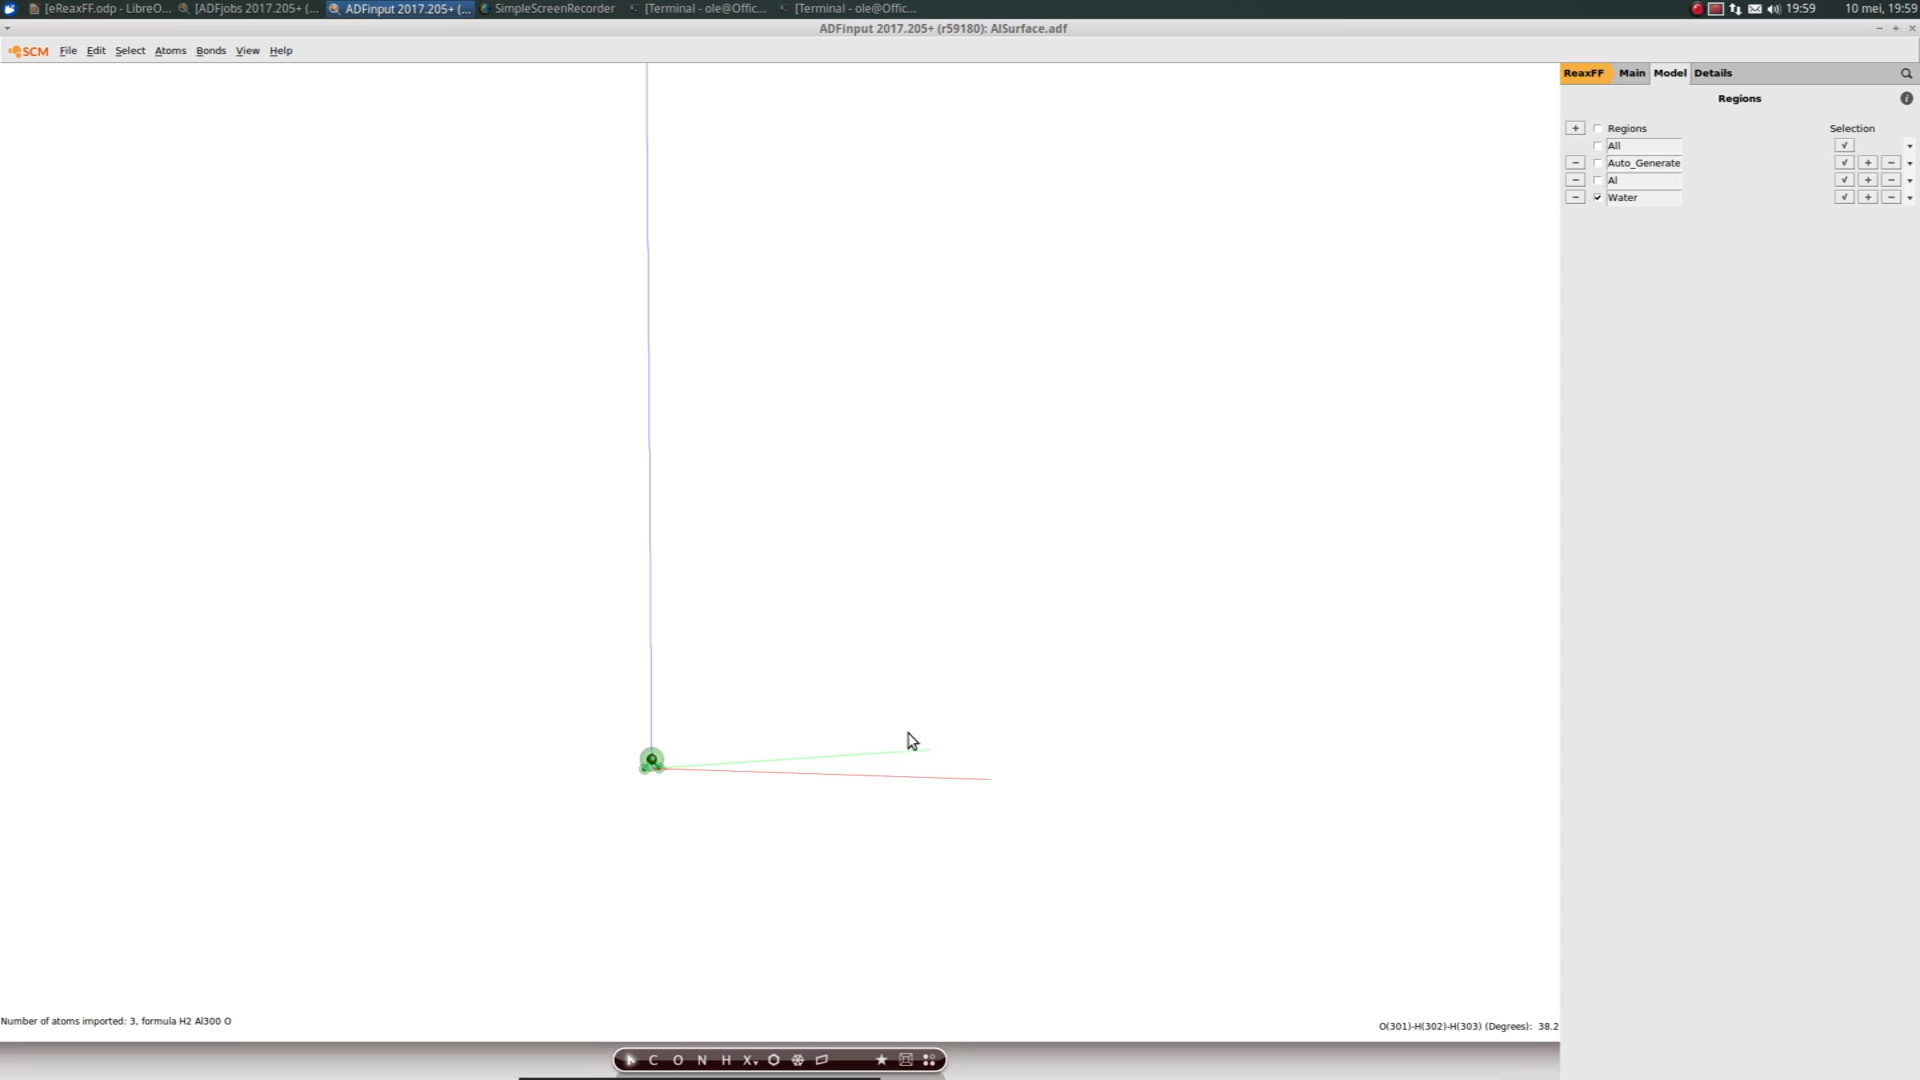 [eReaxFF.odp - LibreO... [ADFjobs 2017.205+ (... ADFinput 2017.205+ (... SimpleScreenRecorder [Terminal - ole@Offic... [Terminal - ole@Offic... 19:59 10 mei, 19:59
ADFinput 2017.205+ (r59180): AlSurface.adf
SCM File Edit Select Atoms Bonds View Help
ReaxFF Main Model Details
Regions
+ Regions Selection
All √
− Auto_Generate √ + −
− Al √ + −
− Water √ + −
Number of atoms imported: 3, formula H2 Al300 O
O(301)-H(302)-H(303) (Degrees): 38.2
C O N H X